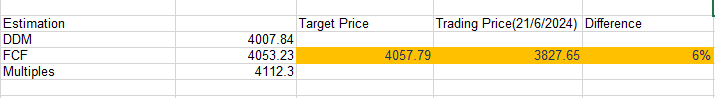 Estimation Target Price Trading Price(21/6/2024) Difference
DDM 4007.84
FCF 4053.23 4057.79 3827.65 6%
Multiples 4112.3